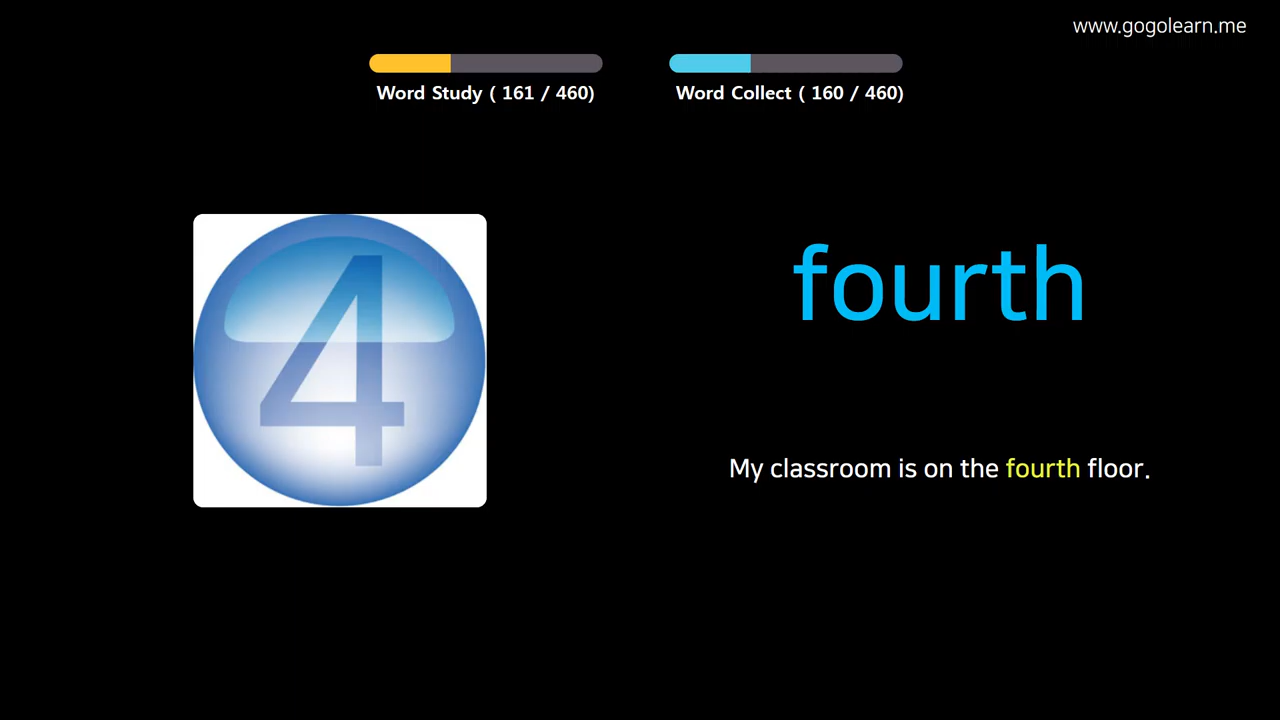 www.gogolearn.me
Word Study ( 161 / 460)
Word Collect ( 160 / 460)
4
fourth
My classroom is on the fourth floor.